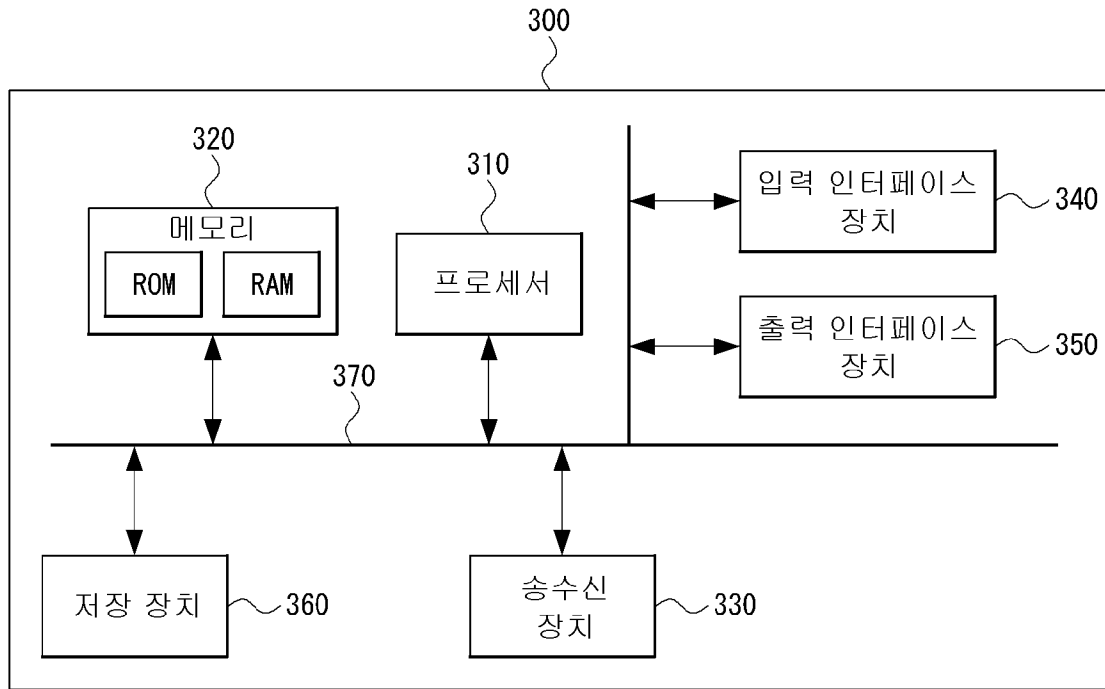 300
320
310
메모리
ROM
RAM
프로세서
입력 인터페이스
장치
340
출력 인터페이스
장치
350
370
저장 장치
360
송수신
장치
330